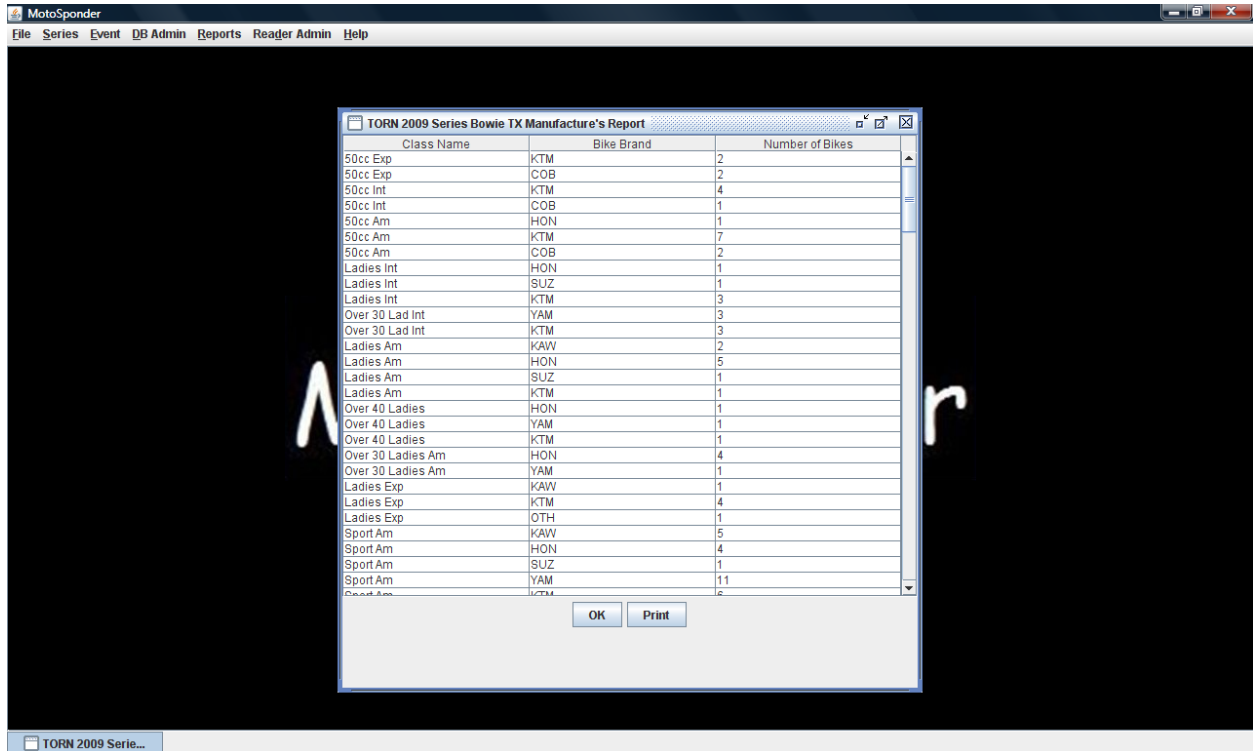 MotoSponder
File Series Event DB Admin Reports Reader Admin Help
TORN 2009 Series Bowie TX Manufacture's Report
Class Name Bike Brand Number of Bikes
50cc Exp KTM 2
50cc Exp COB 2
50cc Int KTM 4
50cc Int COB 1
50cc Am HON 1
50cc Am KTM 7
50cc Am COB 2
Ladies Int HON 1
Ladies Int SUZ 1
Ladies Int KTM 3
Over 30 Lad Int YAM 3
Over 30 Lad Int KTM 3
Ladies Am KAW 2
Ladies Am HON 5
Ladies Am SUZ 1
Ladies Am KTM 1
Over 40 Ladies HON 1
Over 40 Ladies YAM 1
Over 40 Ladies KTM 1
Over 30 Ladies Am HON 4
Over 30 Ladies Am YAM 1
Ladies Exp KAW 1
Ladies Exp KTM 4
Ladies Exp OTH 1
Sport Am KAW 5
Sport Am HON 4
Sport Am SUZ 1
Sport Am YAM 11
Sport Am KTM 6
OK Print
TORN 2009 Serie...